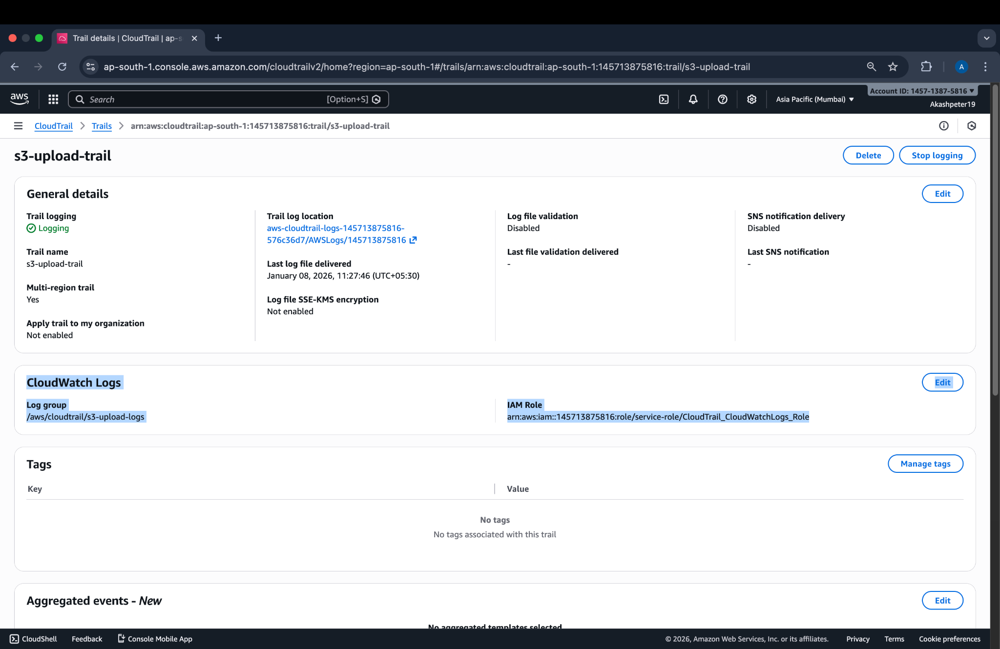 Trail details | CloudTrail | ap-s
ap-south-1.console.aws.amazon.com/cloudtrailv2/home?region=ap-south-1#/trails/arn:aws:cloudtrail:ap-south-1:145713875816:trail/s3-upload-trail
A
aws
Search
[Option+S]
Asia Pacific (Mumbai)
Account ID: 1457-1387-5816
Akashpeter19
CloudTrail
Trails
arn:aws:cloudtrail:ap-south-1:145713875816:trail/s3-upload-trail
s3-upload-trail
Delete
Stop logging
General details
Edit
Trail logging
Logging
Trail name
s3-upload-trail
Multi-region trail
Yes
Apply trail to my organization
Not enabled
Trail log location
aws-cloudtrail-logs-145713875816-
576c36d7/AWSLogs/145713875816
Last log file delivered
January 08, 2026, 11:27:46 (UTC+05:30)
Log file SSE-KMS encryption
Not enabled
Log file validation
Disabled
Last file validation delivered
-
SNS notification delivery
Disabled
Last SNS notification
-
CloudWatch Logs
Edit
Log group
/aws/cloudtrail/s3-upload-logs
IAM Role
arn:aws:iam::145713875816:role/service-role/CloudTrail_CloudWatchLogs_Role
Tags
Manage tags
Key
Value
No tags
No tags associated with this trail
Aggregated events - New
Edit
No aggregated templates selected
CloudShell
Feedback
Console Mobile App
© 2026, Amazon Web Services, Inc. or its affiliates.
Privacy
Terms
Cookie preferences